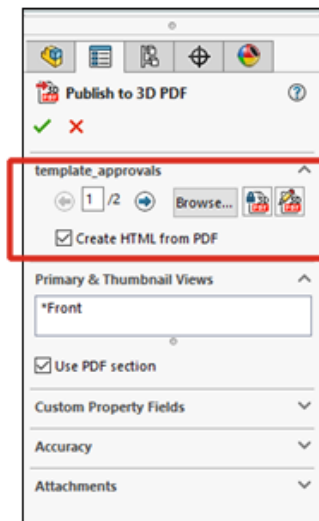 Publish to 3D PDF
template_approvals
1 /2 Browse...
Create HTML from PDF
Primary & Thumbnail Views
*Front
Use PDF section
Custom Property Fields
Accuracy
Attachments